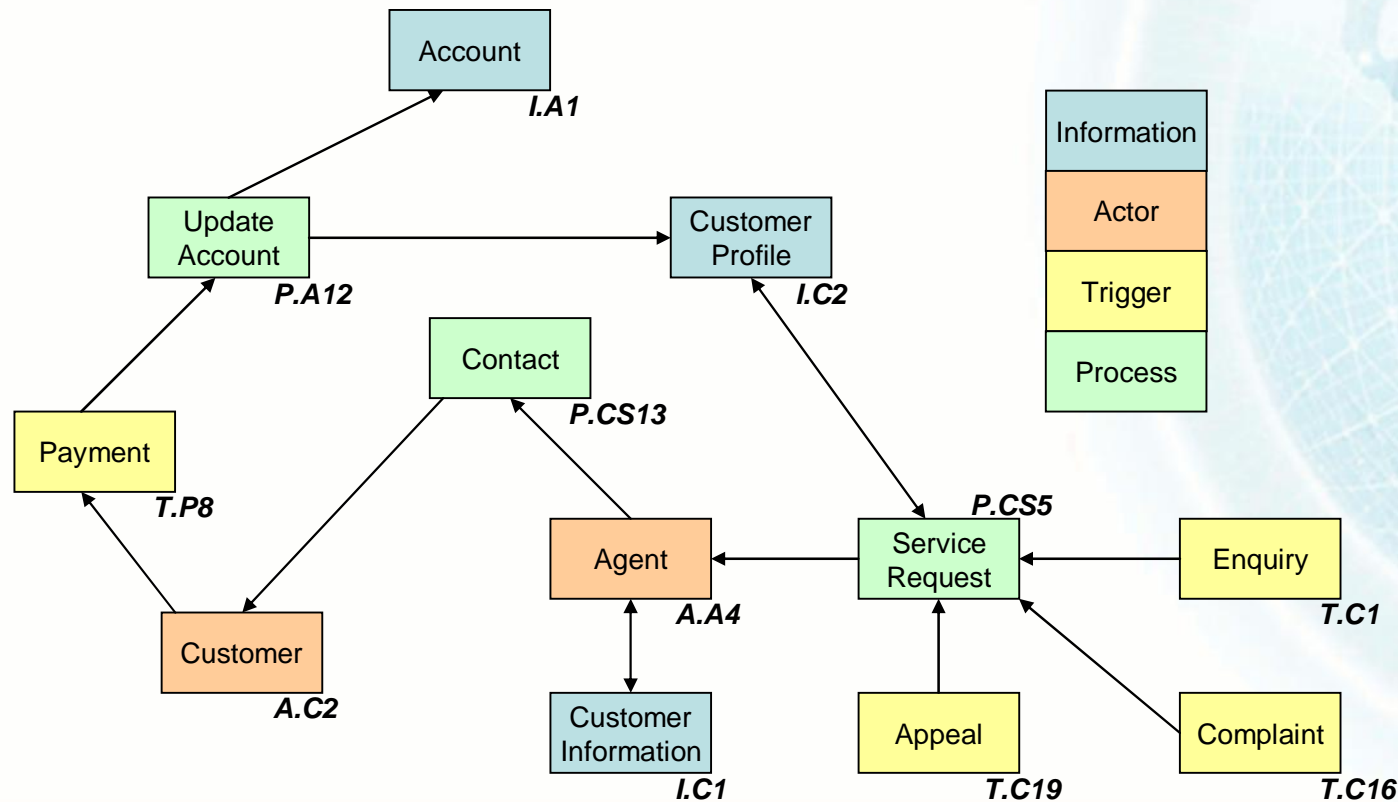 Account
I.A1
Information
Actor
Trigger
Process
Update
Account
P.A12
Customer
Profile
I.C2
Contact
P.CS13
Payment
T.P8
Agent
A.A4
P.CS5
Service
Request
Enquiry
T.C1
Customer
A.C2
Customer
Information
I.C1
Appeal
T.C19
Complaint
T.C16